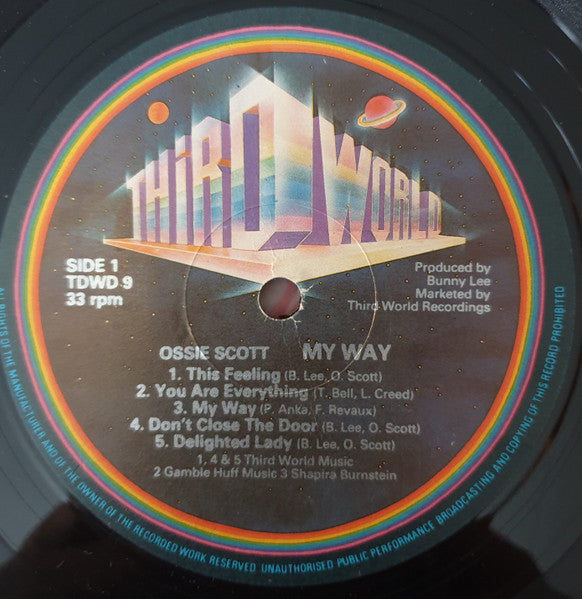 THIRD WORLD
SIDE 1
TDWD 9
33 rpm
Produced by
Bunny Lee
Marketed by
Third World Recordings
OSSIE SCOTT MY WAY
1. This Feeling (B. Lee, O. Scott)
2. You Are Everything (T. Bell, L. Creed)
3. My Way (P. Anka, F. Revaux)
4. Don't Close The Door (B. Lee, O. Scott)
5. Delighted Lady (B. Lee, O. Scott)
1, 4 & 5 Third World Music
2 Gamble Huff Music 3 Shapira Burnstein
ALL RIGHTS OF THE MANUFACTURER AND OF THE OWNER OF THE RECORDED WORK RESERVED UNAUTHORISED PUBLIC PERFORMANCE BROADCASTING AND COPYING OF THIS RECORD PROHIBITED